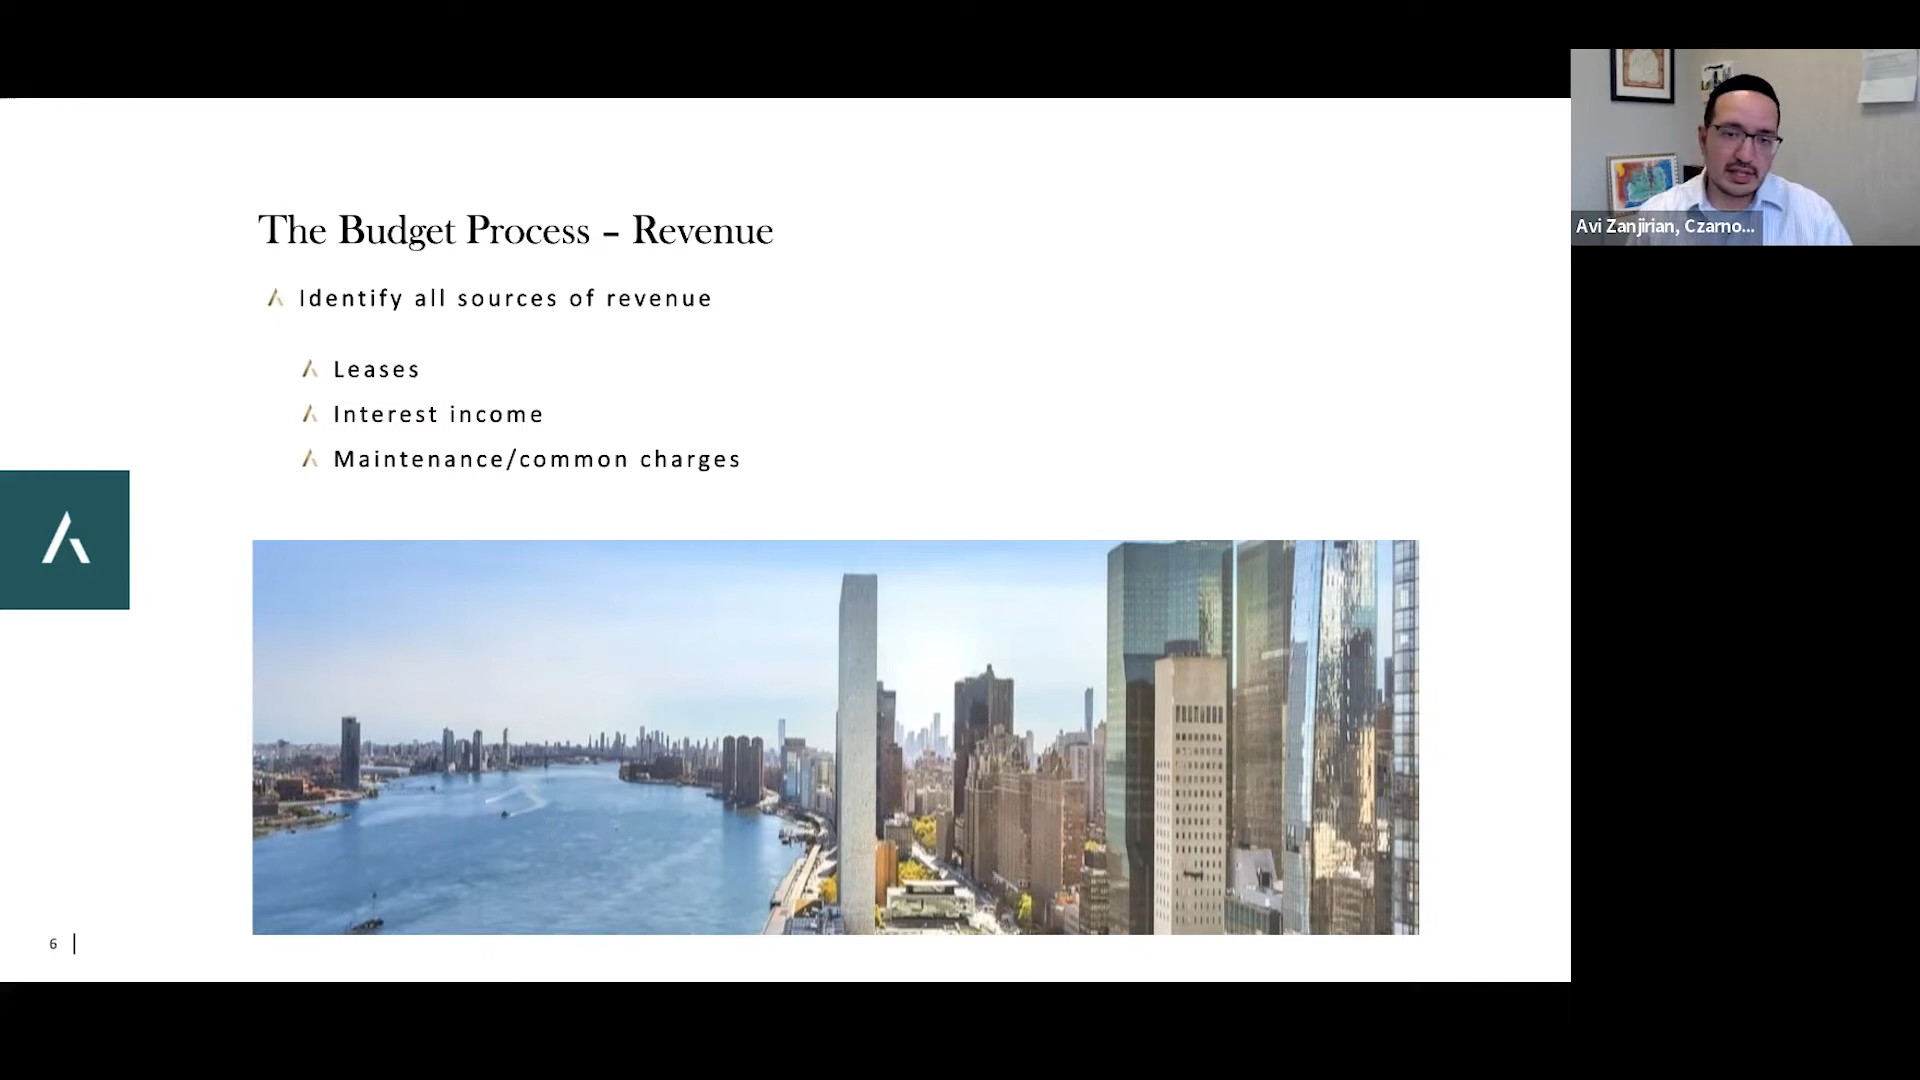 The Budget Process – Revenue
Identify all sources of revenue
Leases
Interest income
Maintenance/common charges
6
Avi Zanjirian, Czarno...